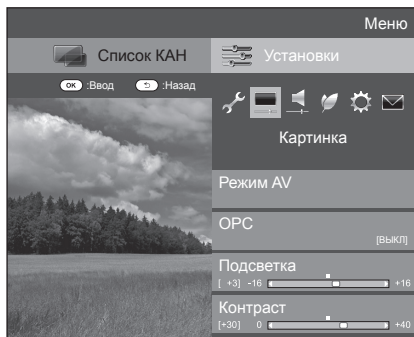 Меню
Список КАН
Установки
OK :Ввод :Назад
Картинка
Режим AV
OPC
[ВЫКЛ]
Подсветка
[ +3] -16 +16
Контраст
[+30] 0 +40